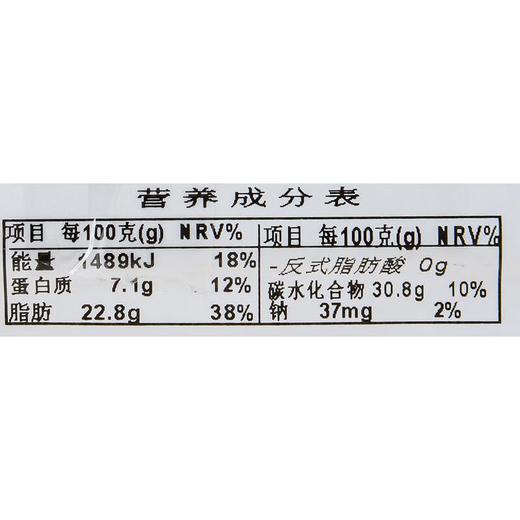 营养成分表
项目 每100克(g) NRV%
能量 1489kJ 18%
蛋白质 7.1g 12%
脂肪 22.8g 38%
项目 每100克(g) NRV%
-反式脂肪酸 0g
碳水化合物 30.8g 10%
钠 37mg 2%